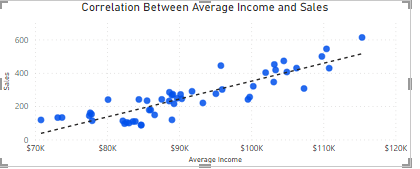 Correlation Between Average Income and Sales
600
400
200
0
Sales
$70K $80K $90K $100K $110K $120K
Average Income